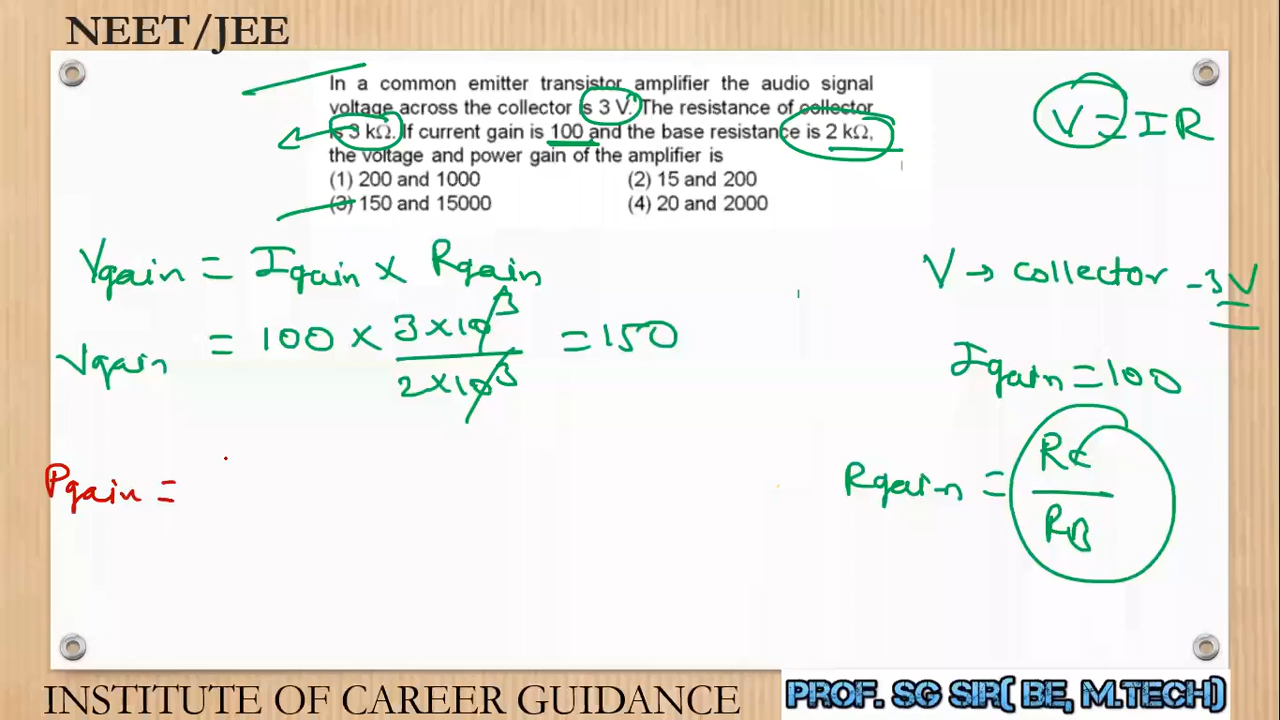 NEET/JEE
In a common emitter transistor amplifier the audio signal
voltage across the collector is 3 V. The resistance of collector
is 3 kΩ. If current gain is 100 and the base resistance is 2 kΩ,
the voltage and power gain of the amplifier is
(1) 200 and 1000 (2) 15 and 200
(3) 150 and 15000 (4) 20 and 2000
V = IR
Vgain = Igain × Rgain
V → collector - 3V
Vgain = 100 × 3×10³ / 2×10³ = 150
Igain = 100
Pgain =
Rgain = RC / RB
INSTITUTE OF CAREER GUIDANCE
PROF. SG SIR( BE, M.TECH)